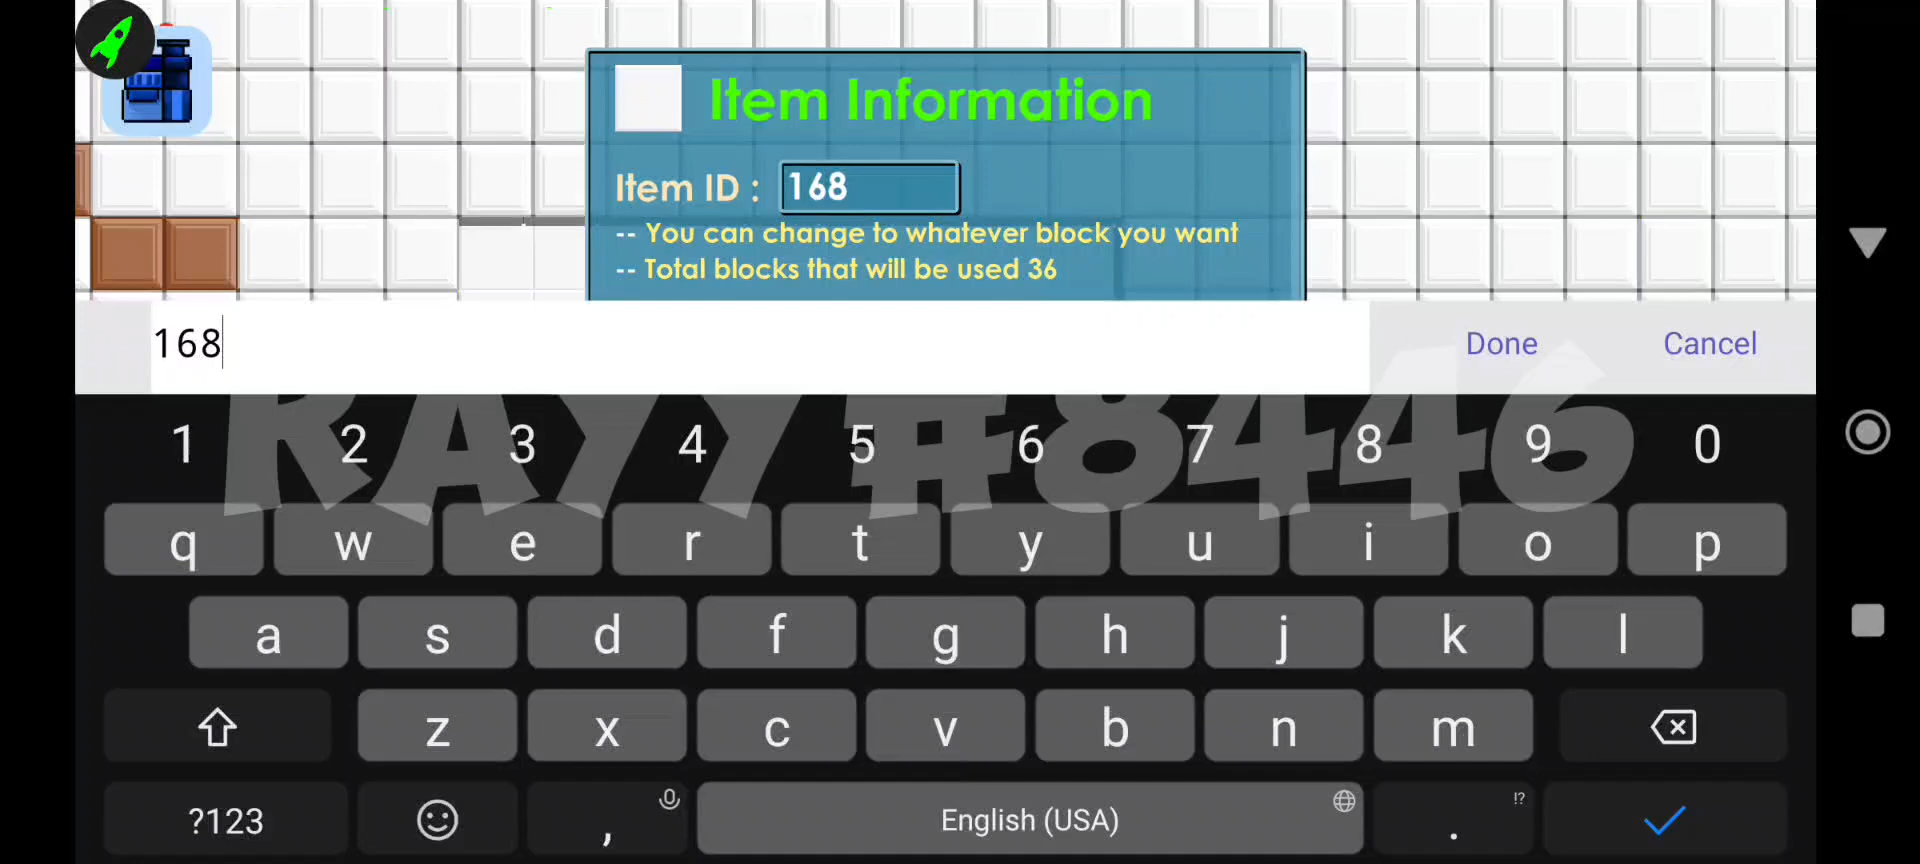 Item Information
Item ID : 168
-- You can change to whatever block you want
-- Total blocks that will be used 36
168
Done
Cancel
RAYY#8446
1 2 3 4 5 6 7 8 9 0
q w e r t y u i o p
a s d f g h j k l
z x c v b n m
?123 , English (USA) . !?